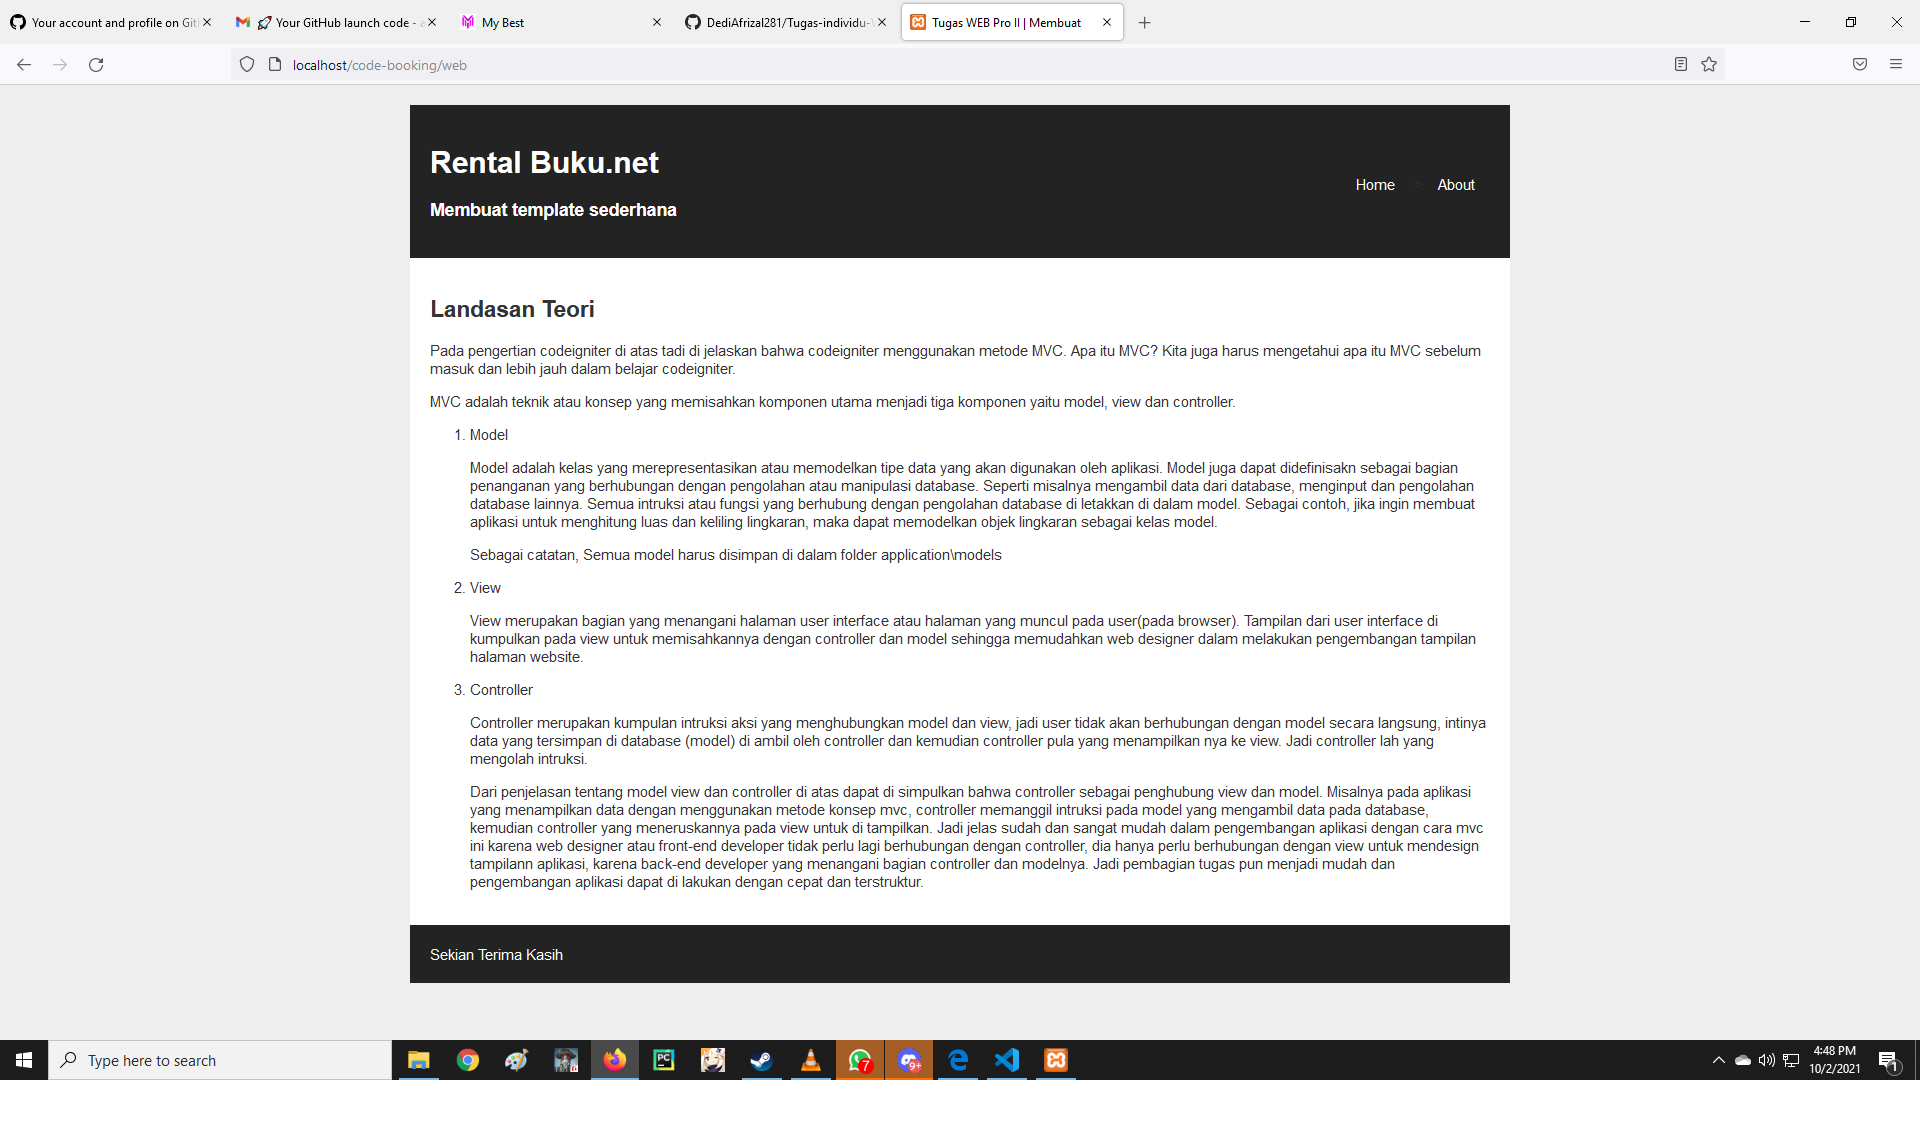 Your account and profile on Git
Your GitHub launch code - a
My Best
DediAfrizal281/Tugas-individu-W
Tugas WEB Pro II | Membuat
localhost/code-booking/web
Rental Buku.net
Membuat template sederhana
Home
>
About
Landasan Teori
Pada pengertian codeigniter di atas tadi di jelaskan bahwa codeigniter menggunakan metode MVC. Apa itu MVC? Kita juga harus mengetahui apa itu MVC sebelum
masuk dan lebih jauh dalam belajar codeigniter.
MVC adalah teknik atau konsep yang memisahkan komponen utama menjadi tiga komponen yaitu model, view dan controller.
1. Model
Model adalah kelas yang merepresentasikan atau memodelkan tipe data yang akan digunakan oleh aplikasi. Model juga dapat didefinisakn sebagai bagian
penanganan yang berhubungan dengan pengolahan atau manipulasi database. Seperti misalnya mengambil data dari database, menginput dan pengolahan
database lainnya. Semua intruksi atau fungsi yang berhubung dengan pengolahan database di letakkan di dalam model. Sebagai contoh, jika ingin membuat
aplikasi untuk menghitung luas dan keliling lingkaran, maka dapat memodelkan objek lingkaran sebagai kelas model.
Sebagai catatan, Semua model harus disimpan di dalam folder application\models
2. View
View merupakan bagian yang menangani halaman user interface atau halaman yang muncul pada user(pada browser). Tampilan dari user interface di
kumpulkan pada view untuk memisahkannya dengan controller dan model sehingga memudahkan web designer dalam melakukan pengembangan tampilan
halaman website.
3. Controller
Controller merupakan kumpulan intruksi aksi yang menghubungkan model dan view, jadi user tidak akan berhubungan dengan model secara langsung, intinya
data yang tersimpan di database (model) di ambil oleh controller dan kemudian controller pula yang menampilkan nya ke view. Jadi controller lah yang
mengolah intruksi.
Dari penjelasan tentang model view dan controller di atas dapat di simpulkan bahwa controller sebagai penghubung view dan model. Misalnya pada aplikasi
yang menampilkan data dengan menggunakan metode konsep mvc, controller memanggil intruksi pada model yang mengambil data pada database,
kemudian controller yang meneruskannya pada view untuk di tampilkan. Jadi jelas sudah dan sangat mudah dalam pengembangan aplikasi dengan cara mvc
ini karena web designer atau front-end developer tidak perlu lagi berhubungan dengan controller, dia hanya perlu berhubungan dengan view untuk mendesign
tampilann aplikasi, karena back-end developer yang menangani bagian controller dan modelnya. Jadi pembagian tugas pun menjadi mudah dan
pengembangan aplikasi dapat di lakukan dengan cepat dan terstruktur.
Sekian Terima Kasih
Type here to search
PC
7
9+
4:48 PM
10/2/2021
1